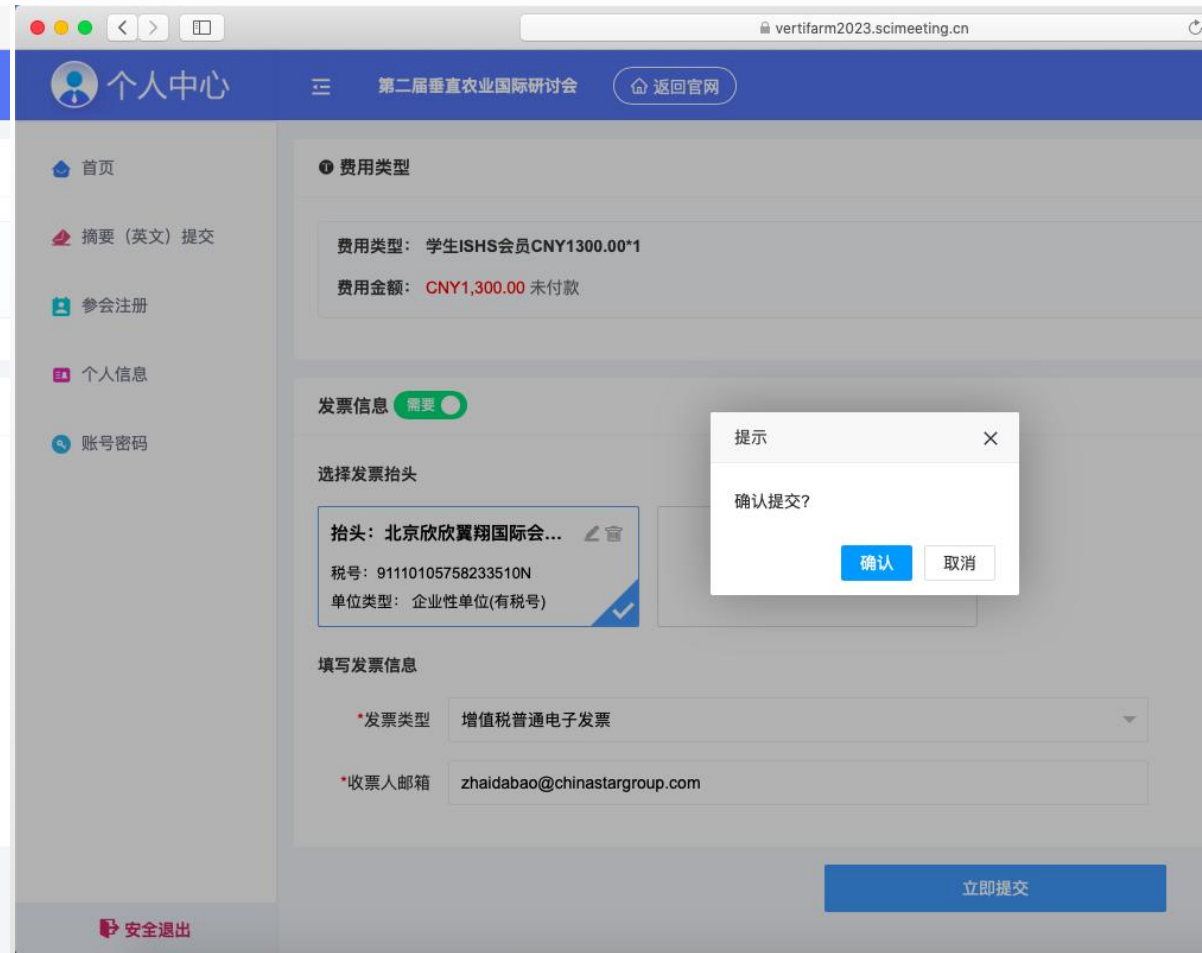 vertifarm2023.scimeeting.cn
个人中心
第二届垂直农业国际研讨会
返回官网
首页
摘要（英文）提交
参会注册
个人信息
账号密码
安全退出
费用类型
费用类型： 学生ISHS会员CNY1300.00*1
费用金额： CNY1,300.00 未付款
发票信息 需要
选择发票抬头
抬头：北京欣欣翼翔国际会...
税号：91110105758233510N
单位类型： 企业性单位(有税号)
提示
确认提交?
确认 取消
填写发票信息
*发票类型 增值税普通电子发票
*收票人邮箱 zhaidabao@chinastargroup.com
立即提交